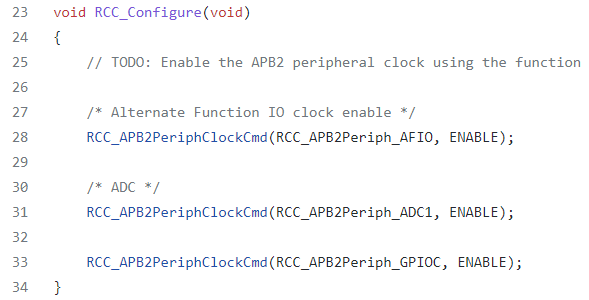 23 void RCC_Configure(void)
24 {
25 // TODO: Enable the APB2 peripheral clock using the function
26
27 /* Alternate Function IO clock enable */
28 RCC_APB2PeriphClockCmd(RCC_APB2Periph_AFIO, ENABLE);
29
30 /* ADC */
31 RCC_APB2PeriphClockCmd(RCC_APB2Periph_ADC1, ENABLE);
32
33 RCC_APB2PeriphClockCmd(RCC_APB2Periph_GPIOC, ENABLE);
34 }